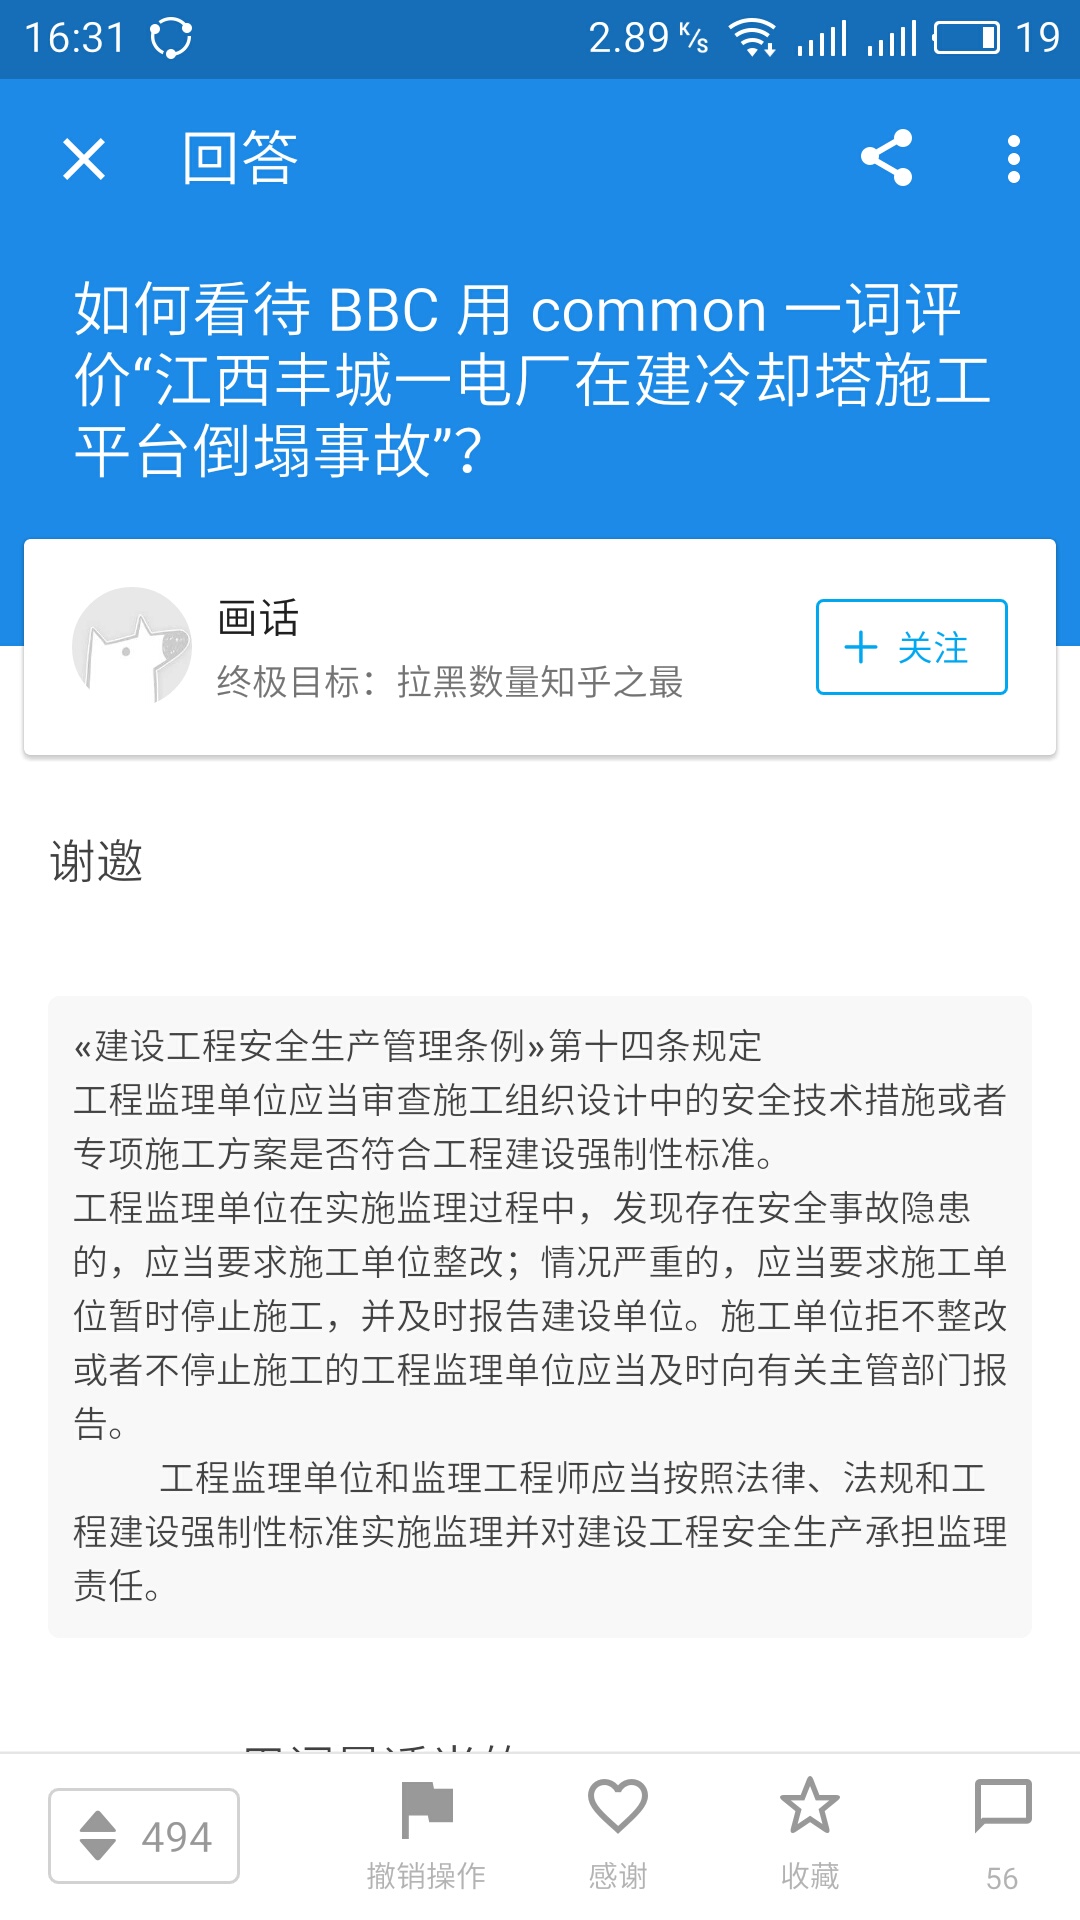 16:31
2.89 K/s
19
回答
如何看待 BBC 用 common 一词评
价“江西丰城一电厂在建冷却塔施工
平台倒塌事故”？
画话
终极目标：拉黑数量知乎之最
关注
谢邀
«建设工程安全生产管理条例»第十四条规定
工程监理单位应当审查施工组织设计中的安全技术措施或者
专项施工方案是否符合工程建设强制性标准。
工程监理单位在实施监理过程中，发现存在安全事故隐患
的，应当要求施工单位整改；情况严重的，应当要求施工单
位暂时停止施工，并及时报告建设单位。施工单位拒不整改
或者不停止施工的工程监理单位应当及时向有关主管部门报
告。
工程监理单位和监理工程师应当按照法律、法规和工
程建设强制性标准实施监理并对建设工程安全生产承担监理
责任。
494
撤销操作
感谢
收藏
56